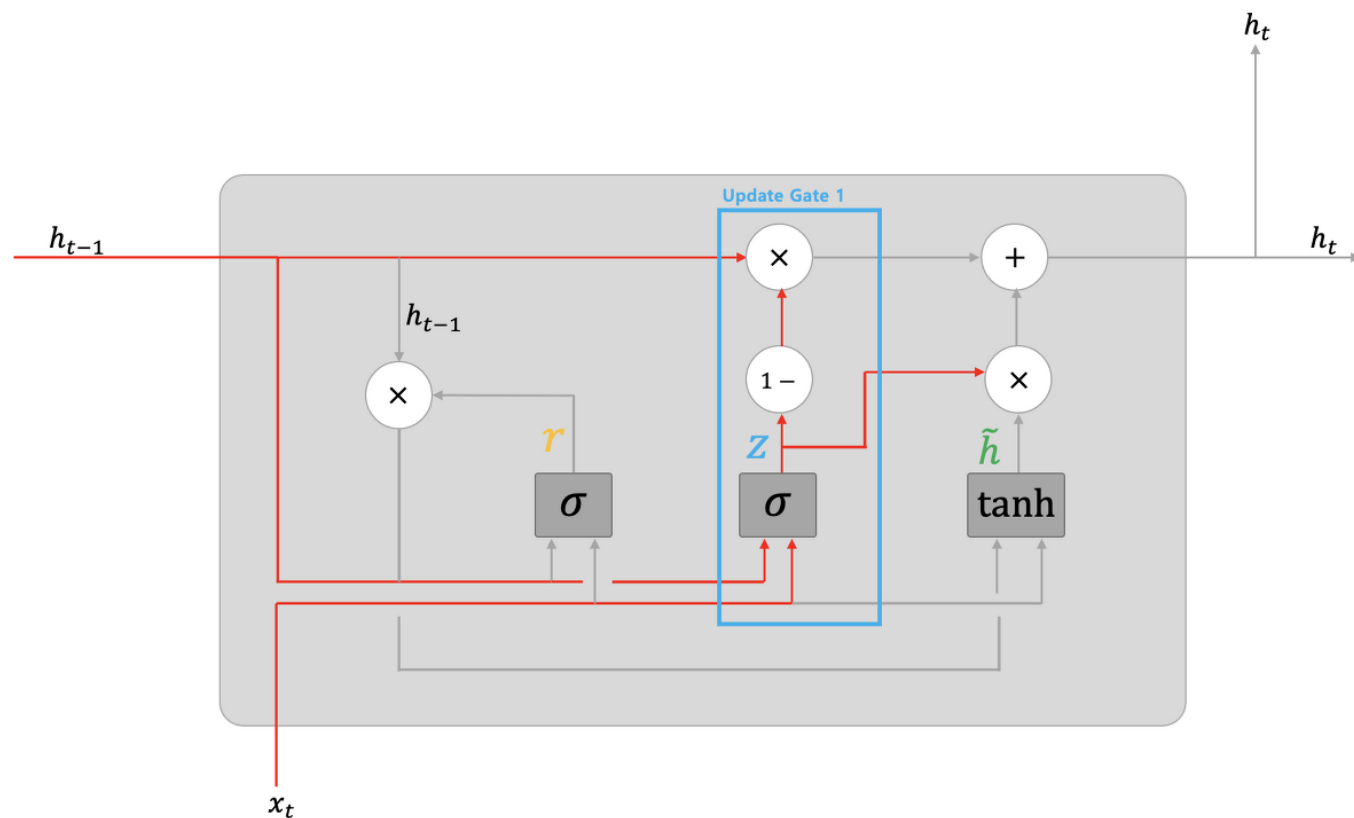 h_t
Update Gate 1
h_{t−1}
×
+
h_t
h_{t−1}
×
1 −
×
r
z
h̃
σ
σ
tanh
x_t